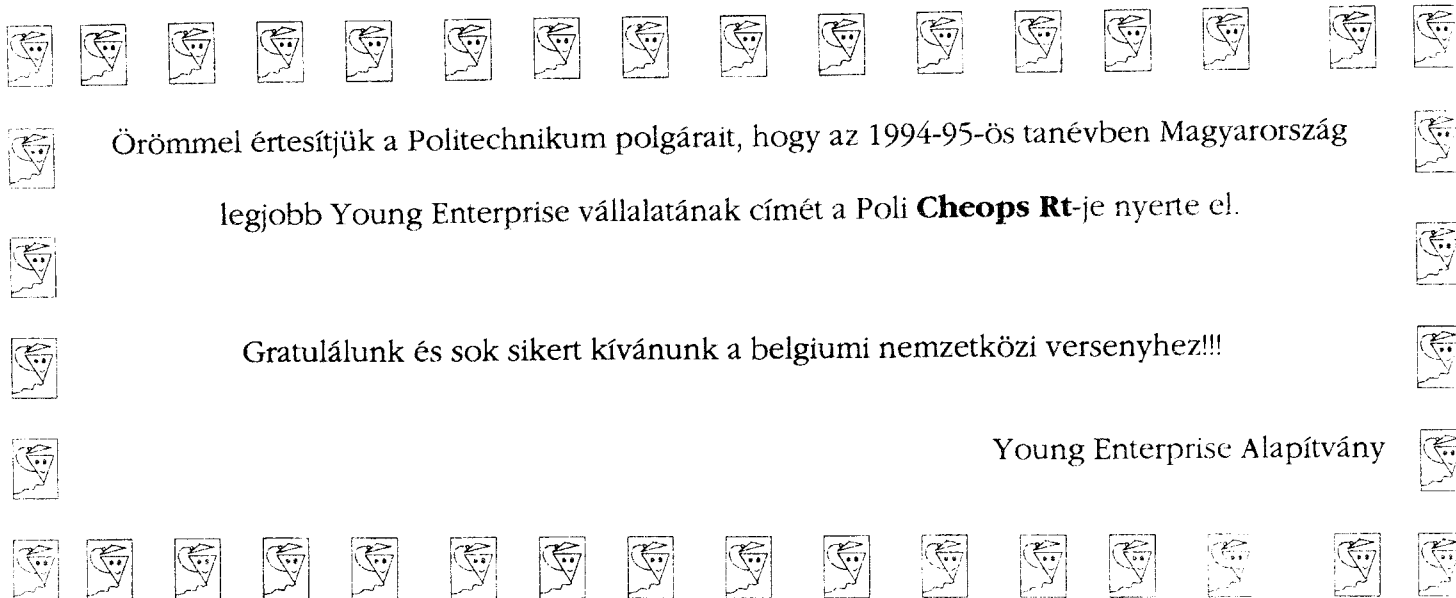 Örömmel értesítjük a Politechnikum polgárait, hogy az 1994-95-ös tanévben Magyarország
legjobb Young Enterprise vállalatának címét a Poli Cheops Rt-je nyerte el.
Gratulálunk és sok sikert kívánunk a belgiumi nemzetközi versenyhez!!!
Young Enterprise Alapítvány